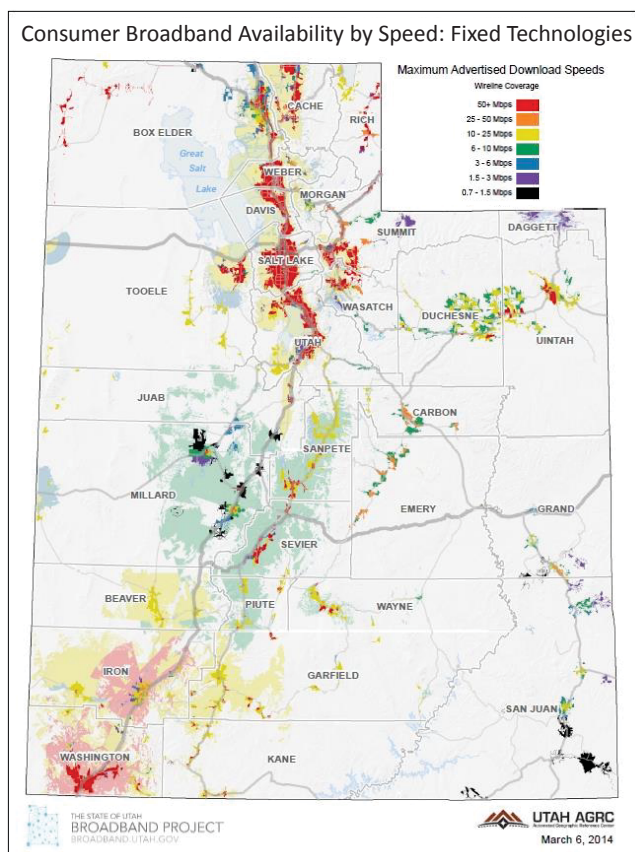 Consumer Broadband Availability by Speed: Fixed Technologies
Maximum Advertised Download Speeds
Wireline Coverage
50+ Mbps
25 - 50 Mbps
10 - 25 Mbps
6 - 10 Mbps
3 - 6 Mbps
1.5 - 3 Mbps
0.7 - 1.5 Mbps
CACHE
RICH
BOX ELDER
Great
Salt
Lake
WEBER
MORGAN
DAVIS
SUMMIT
DAGGETT
SALT LAKE
TOOELE
WASATCH
DUCHESNE
UINTAH
UTAH
JUAB
CARBON
SANPETE
MILLARD
EMERY
GRAND
SEVIER
BEAVER
PIUTE
WAYNE
IRON
GARFIELD
SAN JUAN
WASHINGTON
KANE
THE STATE OF UTAH
BROADBAND PROJECT
BROADBAND.UTAH.GOV
UTAH AGRC
Automated Geographic Reference Center
March 6, 2014